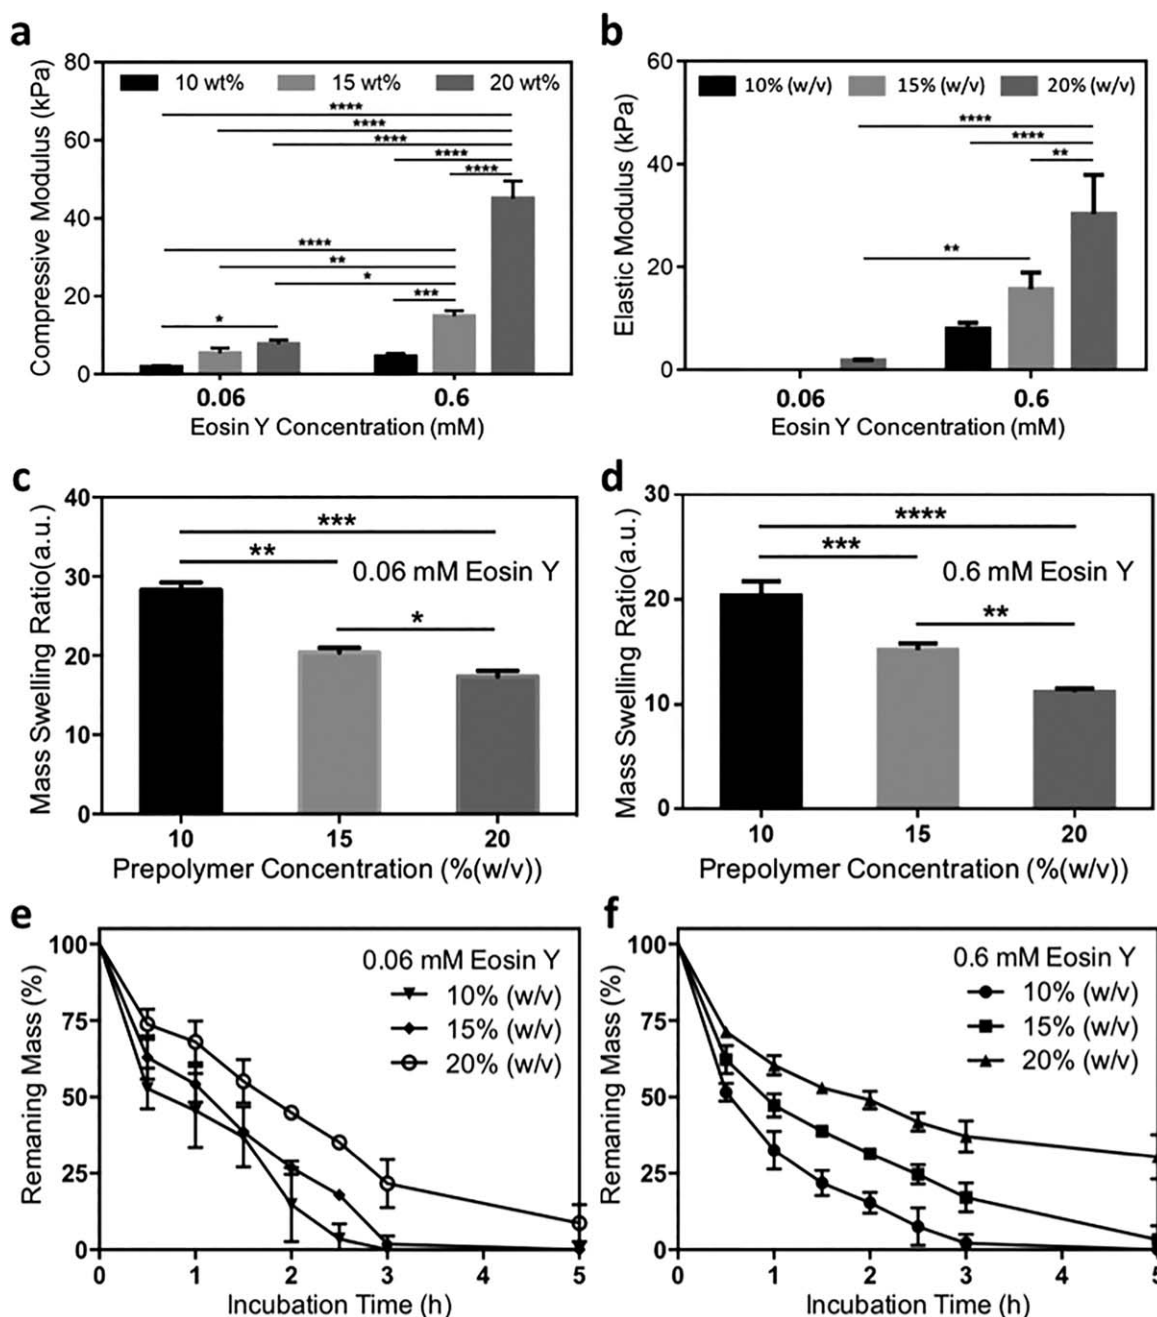 a
Compressive Modulus (kPa)
80
60
40
20
0
10 wt%
15 wt%
20 wt%
****
****
****
****
****
****
**
*
***
*
0.06
0.6
Eosin Y Concentration (mM)
b
Elastic Modulus (kPa)
60
40
20
0
10% (w/v)
15% (w/v)
20% (w/v)
****
****
**
**
0.06
0.6
Eosin Y Concentration (mM)
c
Mass Swelling Ratio(a.u.)
40
30
20
10
0
***
**
0.06 mM Eosin Y
*
10
15
20
Prepolymer Concentration (%(w/v))
d
Mass Swelling Ratio(a.u.)
30
20
10
0
****
***
0.6 mM Eosin Y
**
10
15
20
Prepolymer Concentration (%(w/v))
e
Remaning Mass (%)
100
75
50
25
0
0.06 mM Eosin Y
10% (w/v)
15% (w/v)
20% (w/v)
0
1
2
3
4
5
Incubation Time (h)
f
Remaning Mass (%)
100
75
50
25
0
0.6 mM Eosin Y
10% (w/v)
15% (w/v)
20% (w/v)
0
1
2
3
4
5
Incubation Time (h)